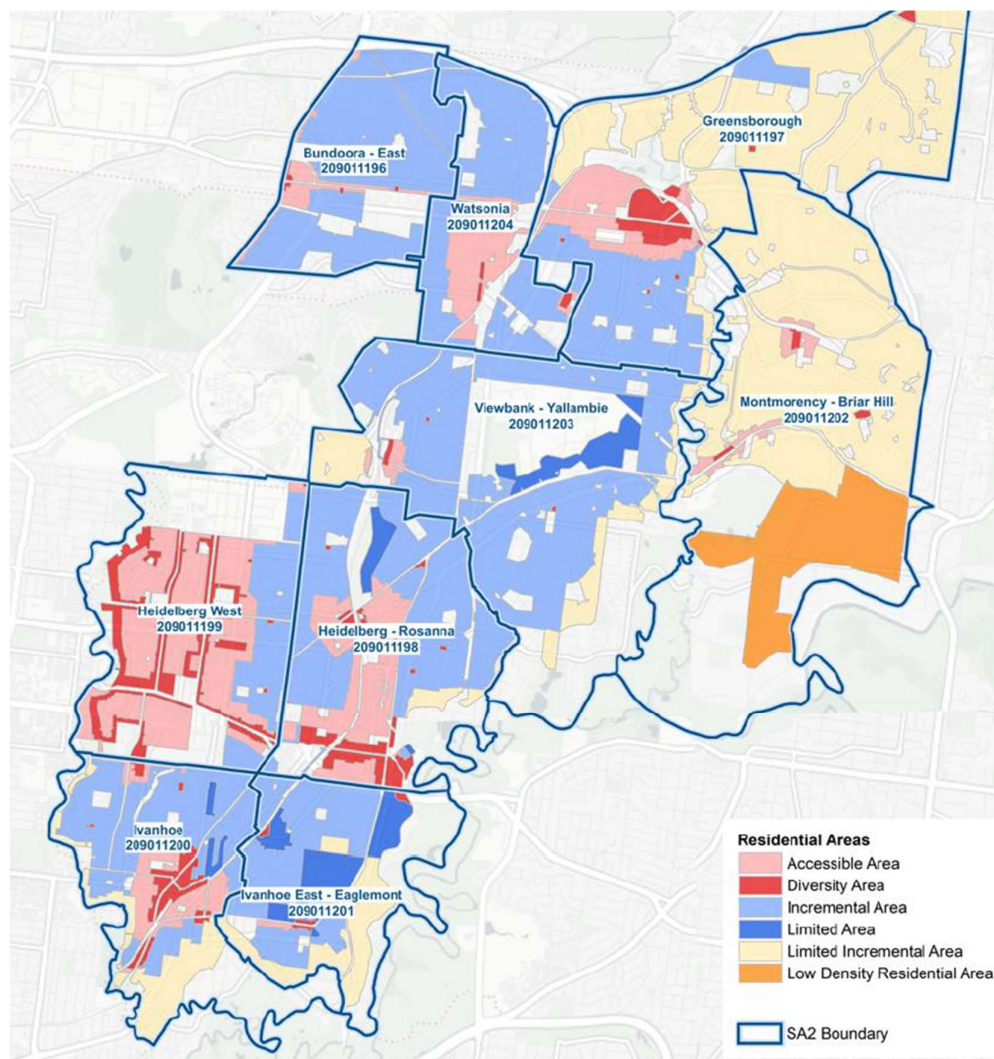 Greensborough
209011197
Bundoora - East
209011196
Watsonia
209011204
Viewbank - Yallambie
209011203
Montmorency - Briar Hill
209011202
Heidelberg West
209011199
Heidelberg - Rosanna
209011198
Ivanhoe
209011200
Ivanhoe East - Eaglemont
209011201
Residential Areas
Accessible Area
Diversity Area
Incremental Area
Limited Area
Limited Incremental Area
Low Density Residential Area
SA2 Boundary